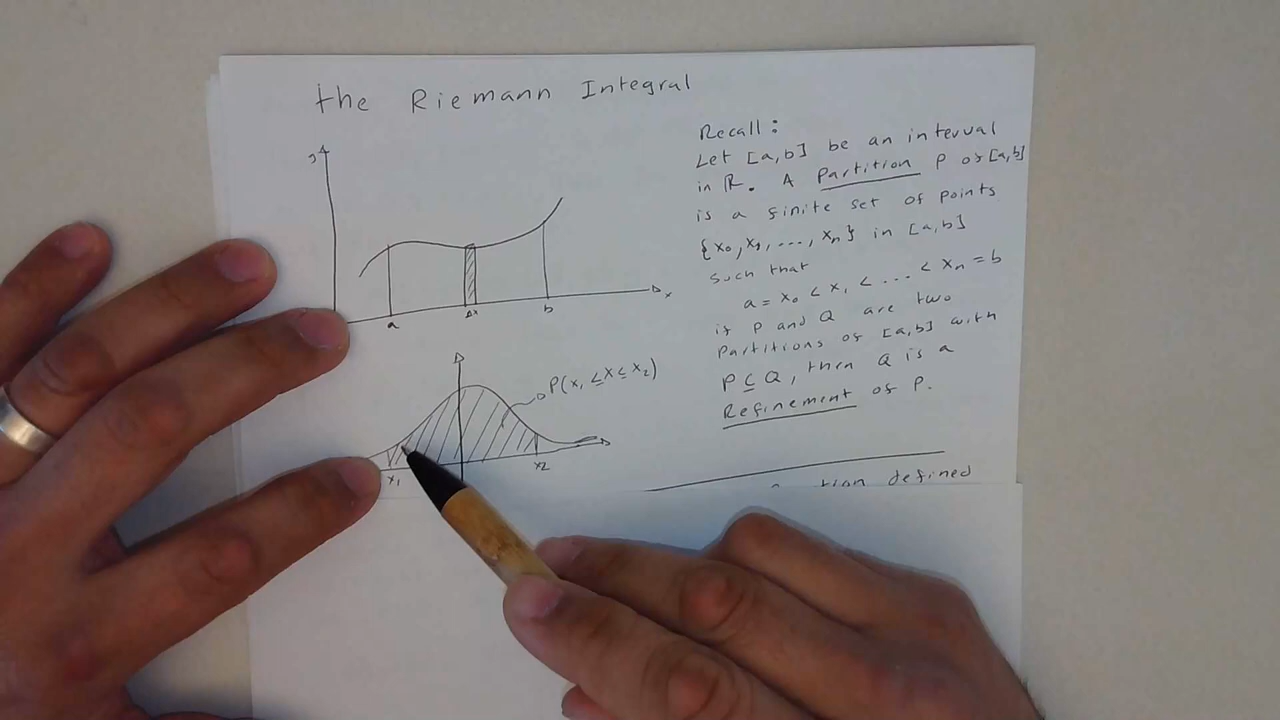 the Riemann Integral
y
a
Δx
b
x
P(x₁ ≤ X ≤ x₂)
x₁
x₂
Recall:
Let [a,b] be an interval
in ℝ. A Partition P of [a,b]
is a finite set of points
{x₀, x₁, ..., xₙ} in [a,b]
such that
a = x₀ < x₁ < ... < xₙ = b
if P and Q are two
Partitions of [a,b] with
P ⊆ Q, then Q is a
Refinement of P.
defined